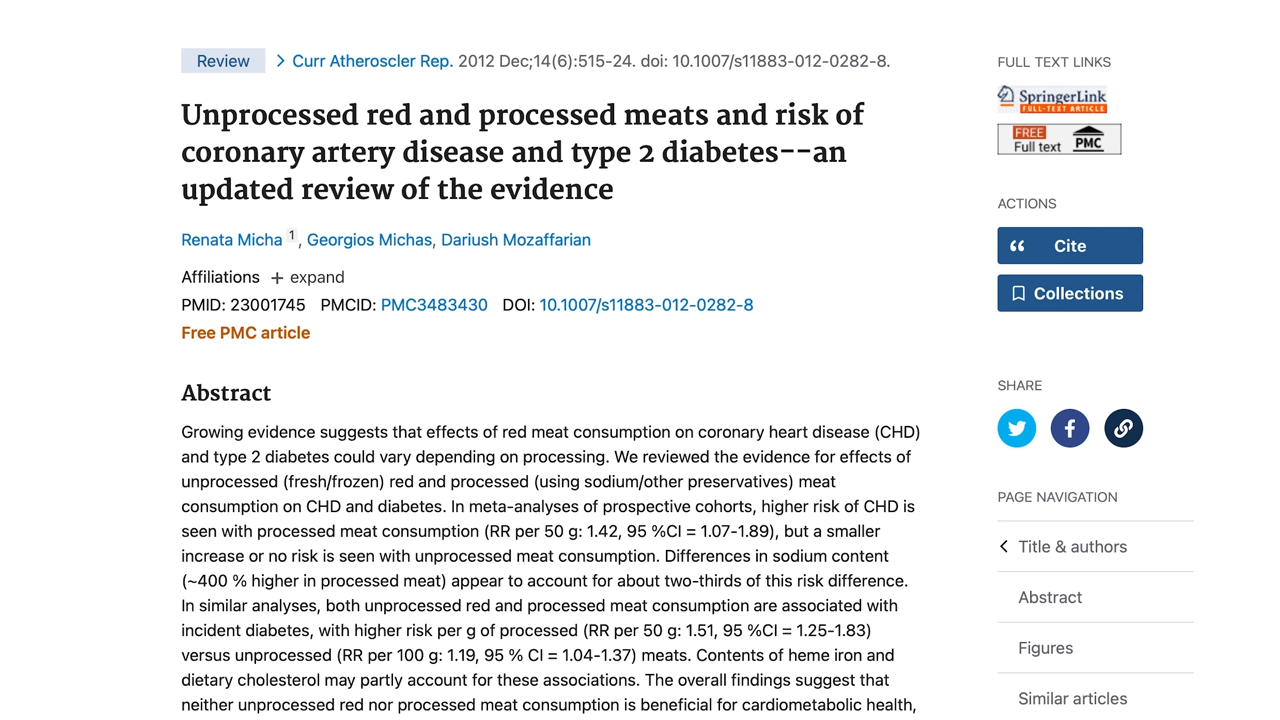 Review
Curr Atheroscler Rep. 2012 Dec;14(6):515-24. doi: 10.1007/s11883-012-0282-8.
Unprocessed red and processed meats and risk of
coronary artery disease and type 2 diabetes--an
updated review of the evidence
Renata Micha 1, Georgios Michas, Dariush Mozaffarian
Affiliations + expand
PMID: 23001745 PMCID: PMC3483430 DOI: 10.1007/s11883-012-0282-8
Free PMC article
Abstract
Growing evidence suggests that effects of red meat consumption on coronary heart disease (CHD)
and type 2 diabetes could vary depending on processing. We reviewed the evidence for effects of
unprocessed (fresh/frozen) red and processed (using sodium/other preservatives) meat
consumption on CHD and diabetes. In meta-analyses of prospective cohorts, higher risk of CHD is
seen with processed meat consumption (RR per 50 g: 1.42, 95 %CI = 1.07-1.89), but a smaller
increase or no risk is seen with unprocessed meat consumption. Differences in sodium content
(~400 % higher in processed meat) appear to account for about two-thirds of this risk difference.
In similar analyses, both unprocessed red and processed meat consumption are associated with
incident diabetes, with higher risk per g of processed (RR per 50 g: 1.51, 95 %CI = 1.25-1.83)
versus unprocessed (RR per 100 g: 1.19, 95 % CI = 1.04-1.37) meats. Contents of heme iron and
dietary cholesterol may partly account for these associations. The overall findings suggest that
neither unprocessed red nor processed meat consumption is beneficial for cardiometabolic health,
FULL TEXT LINKS
SpringerLink
FULL-TEXT ARTICLE
FREE
Full text PMC
ACTIONS
Cite
Collections
SHARE
PAGE NAVIGATION
Title & authors
Abstract
Figures
Similar articles